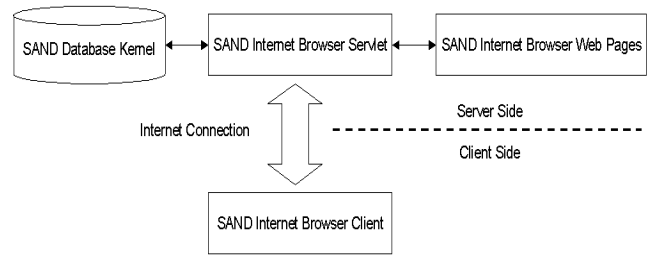 SAND Database Kernel
SAND Internet Browser Servlet
SAND Internet Browser Web Pages
Internet Connection
Server Side
Client Side
SAND Internet Browser Client